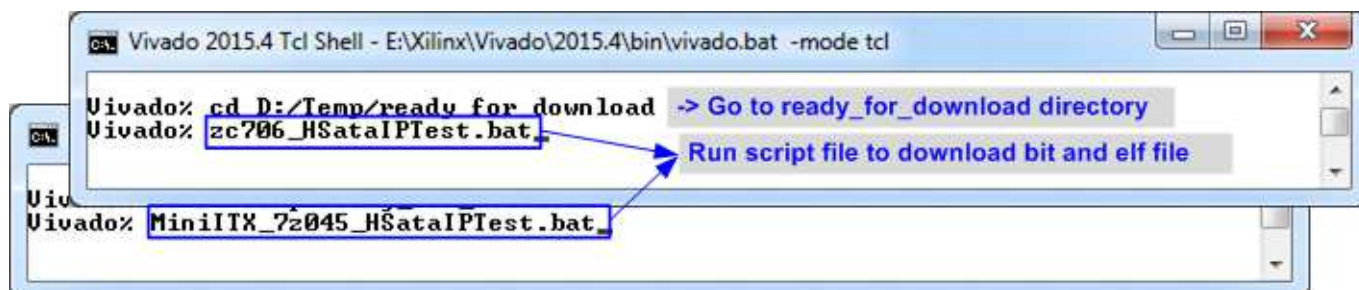 Vivado 2015.4 Tcl Shell - E:\Xilinx\Vivado\2015.4\bin\vivado.bat -mode tcl
Vivado% cd D:/Temp/ready_for_download -> Go to ready_for_download directory
Vivado% zc706_HSataIPTest.bat
Run script file to download bit and elf file
Vivado% MiniITX_7z045_HSataIPTest.bat